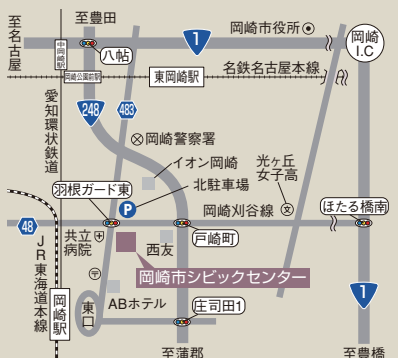 至豊田
至名古屋
中岡崎駅
八帖
1
岡崎市役所
岡崎
I.C
岡崎公園前駅
東岡崎駅
名鉄名古屋本線
愛知環状鉄道
248
483
岡崎警察署
イオン岡崎
光ヶ丘
女子高
羽根ガード東
P
北駐車場
岡崎刈谷線
ほたる橋南
48
文
JR東海道本線
共立
病院
西友
戸崎町
岡崎市シビックセンター
岡崎駅
東口
ABホテル
庄司田1
1
至蒲郡
至豊橋